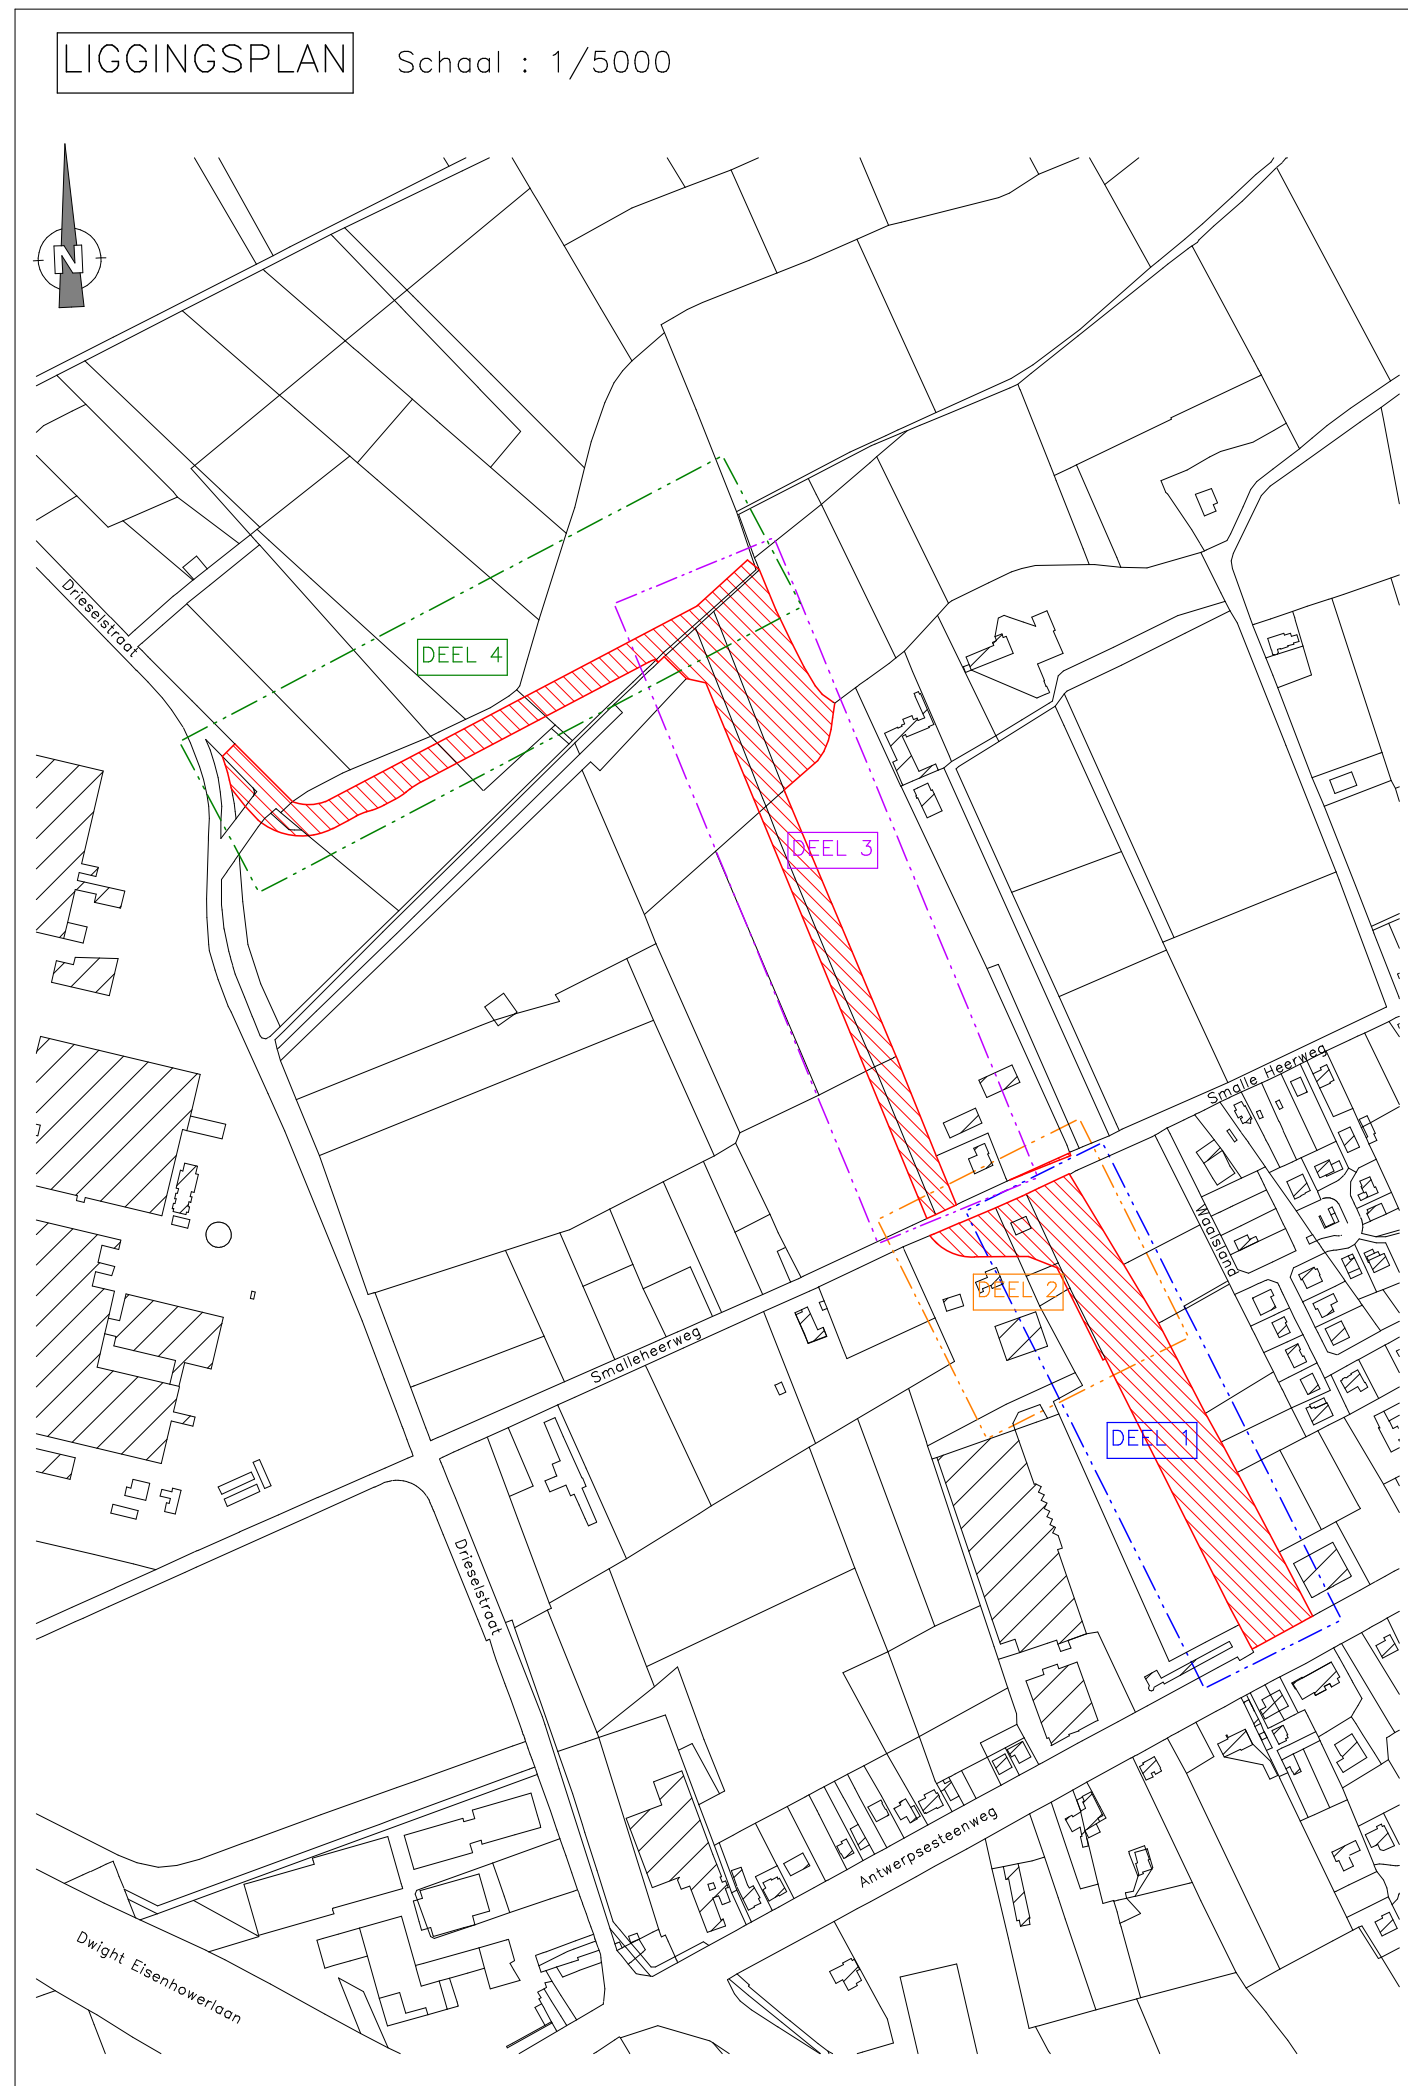 LIGGINGSPLAN Schaal : 1/5000
N
Drieselstraat
DEEL 4
DEEL 3
Smalle Heerweg
Waalsland
DEEL 2
Smalleheerweg
DEEL 1
Drieselstraat
Antwerpsesteenweg
Dwight Eisenhowerlaan